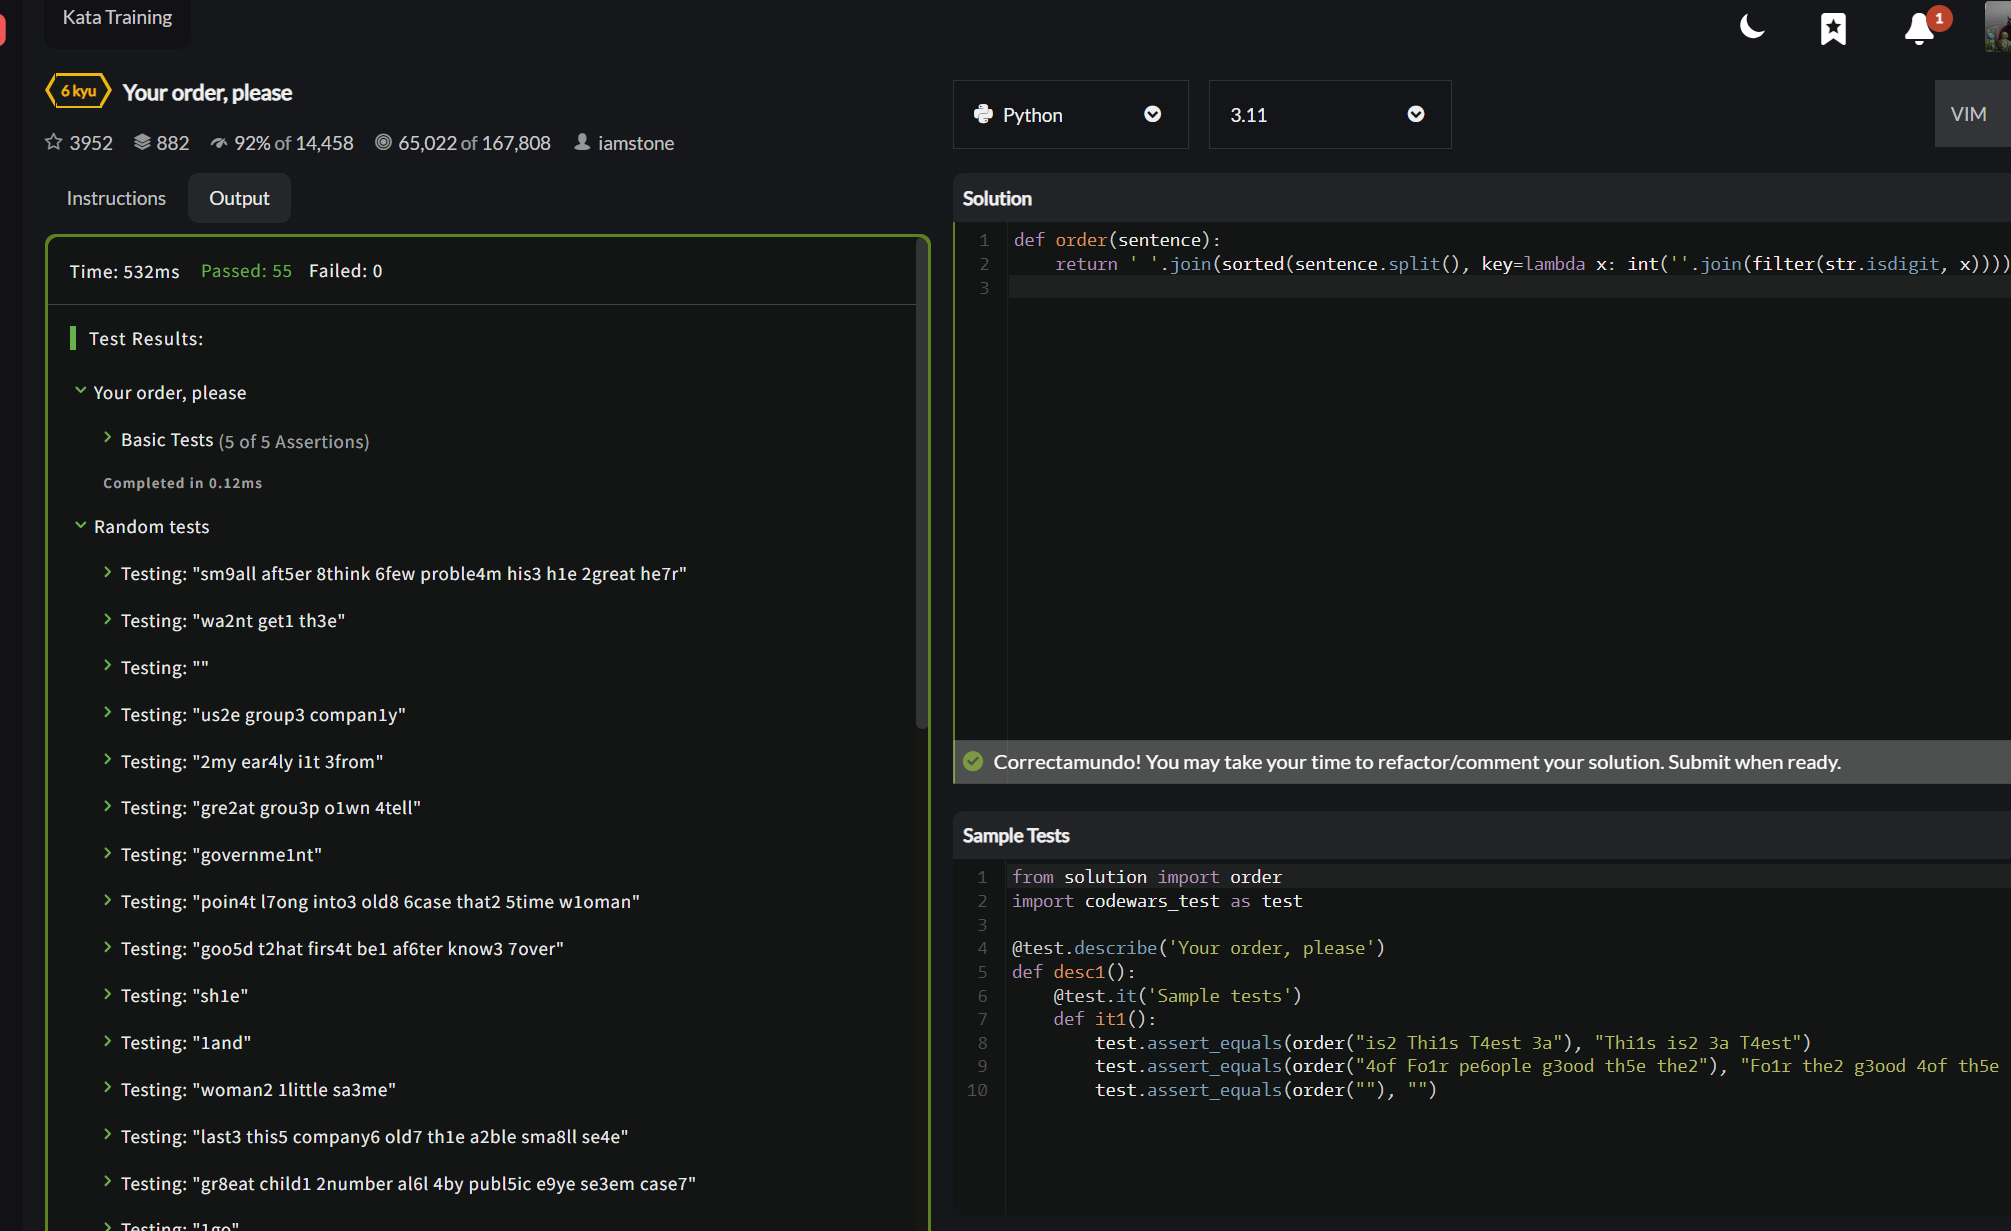 Kata Training
1
6 kyu
Your order, please
3952 882 92% of 14,458 65,022 of 167,808 iamstone
Instructions
Output
Time: 532ms Passed: 55 Failed: 0
Test Results:
Your order, please
Basic Tests (5 of 5 Assertions)
Completed in 0.12ms
Random tests
Testing: "sm9all aft5er 8think 6few proble4m his3 h1e 2great he7r"
Testing: "wa2nt get1 th3e"
Testing: ""
Testing: "us2e group3 compan1y"
Testing: "2my ear4ly i1t 3from"
Testing: "gre2at grou3p o1wn 4tell"
Testing: "governme1nt"
Testing: "poin4t l7ong into3 old8 6case that2 5time w1oman"
Testing: "goo5d t2hat firs4t be1 af6ter know3 7over"
Testing: "sh1e"
Testing: "1and"
Testing: "woman2 1little sa3me"
Testing: "last3 this5 company6 old7 th1e a2ble sma8ll se4e"
Testing: "gr8eat child1 2number al6l 4by publ5ic e9ye se3em case7"
Testing: "1go"
Python
3.11
VIM
Solution
1 def order(sentence):
2 return ' '.join(sorted(sentence.split(), key=lambda x: int(''.join(filter(str.isdigit, x))))
3
Correctamundo! You may take your time to refactor/comment your solution. Submit when ready.
Sample Tests
1 from solution import order
2 import codewars_test as test
3
4 @test.describe('Your order, please')
5 def desc1():
6 @test.it('Sample tests')
7 def it1():
8 test.assert_equals(order("is2 Thi1s T4est 3a"), "Thi1s is2 3a T4est")
9 test.assert_equals(order("4of Fo1r pe6ople g3ood th5e the2"), "Fo1r the2 g3ood 4of th5e
10 test.assert_equals(order(""), "")